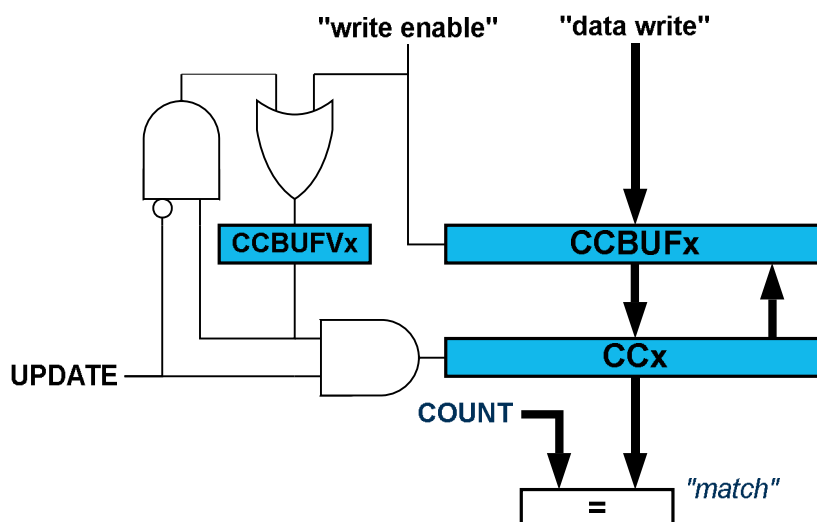 "write enable"
"data write"
CCBUFVx
CCBUFx
UPDATE
CCx
COUNT
"match"
=